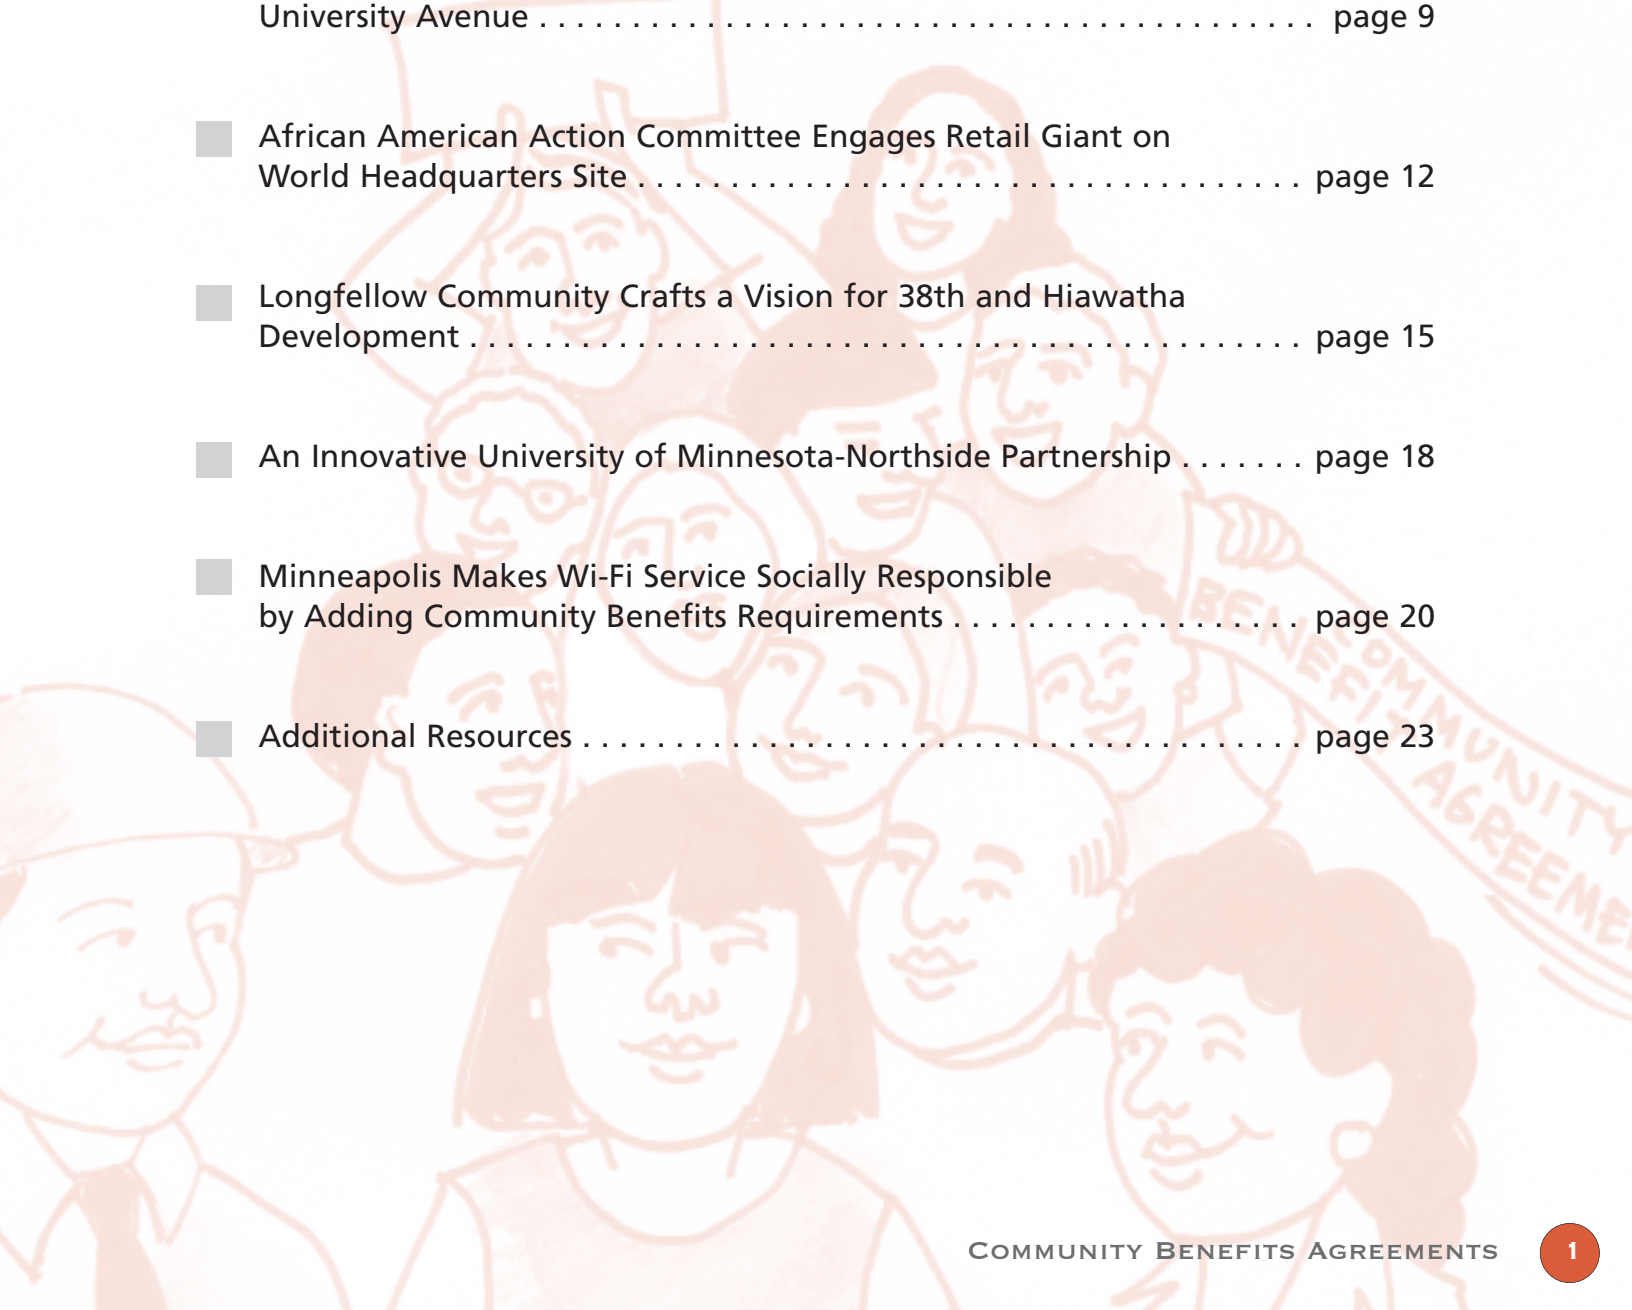 University Avenue . . . . . . . . . . . . . . . . . . . . . . . . . . . . . . . . . . . . . . . . . . page 9
African American Action Committee Engages Retail Giant on
World Headquarters Site . . . . . . . . . . . . . . . . . . . . . . . . . . . . . . . . . . . . page 12
Longfellow Community Crafts a Vision for 38th and Hiawatha
Development . . . . . . . . . . . . . . . . . . . . . . . . . . . . . . . . . . . . . . . . . . . . . page 15
An Innovative University of Minnesota-Northside Partnership . . . . . . . page 18
Minneapolis Makes Wi-Fi Service Socially Responsible
by Adding Community Benefits Requirements . . . . . . . . . . . . . . . . . . . page 20
Additional Resources . . . . . . . . . . . . . . . . . . . . . . . . . . . . . . . . . . . . . . . page 23
COMMUNITY
BENEFIT AGREEME
Community Benefits Agreements 1